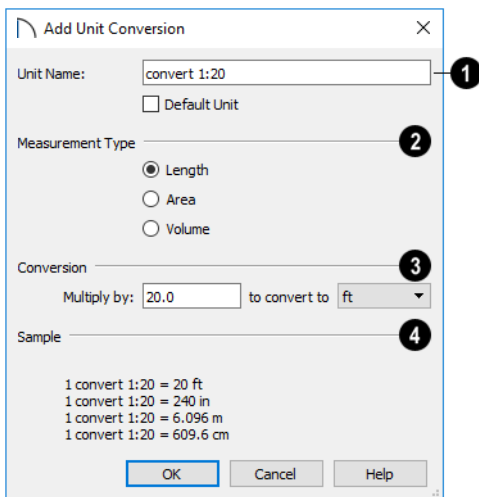 Add Unit Conversion
Unit Name: convert 1:20 1
Default Unit
Measurement Type 2
Length
Area
Volume
Conversion 3
Multiply by: 20.0 to convert to ft
Sample 4
1 convert 1:20 = 20 ft
1 convert 1:20 = 240 in
1 convert 1:20 = 6.096 m
1 convert 1:20 = 609.6 cm
OK Cancel Help